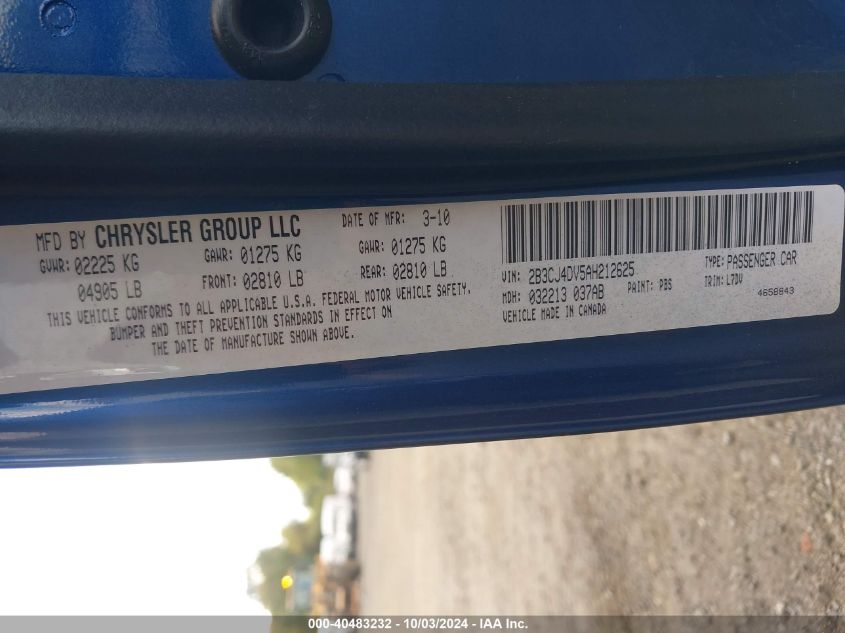 MFD BY CHRYSLER GROUP LLC
DATE OF MFR: 3-10
GVWR: 02225 KG
GAWR: 01275 KG
GAWR: 01275 KG
04905 LB
FRONT: 02810 LB
REAR: 02810 LB
THIS VEHICLE CONFORMS TO ALL APPLICABLE U.S.A. FEDERAL MOTOR VEHICLE SAFETY,
BUMPER AND THEFT PREVENTION STANDARDS IN EFFECT ON
THE DATE OF MANUFACTURE SHOWN ABOVE.
VIN: 2B3CJ4DV5AH212625
TYPE: PASSENGER CAR
MDH: 032213 037AB
PAINT: PBS
TRIM: L7DV
VEHICLE MADE IN CANADA
4658843
000-40483232 - 10/03/2024 - IAA Inc.